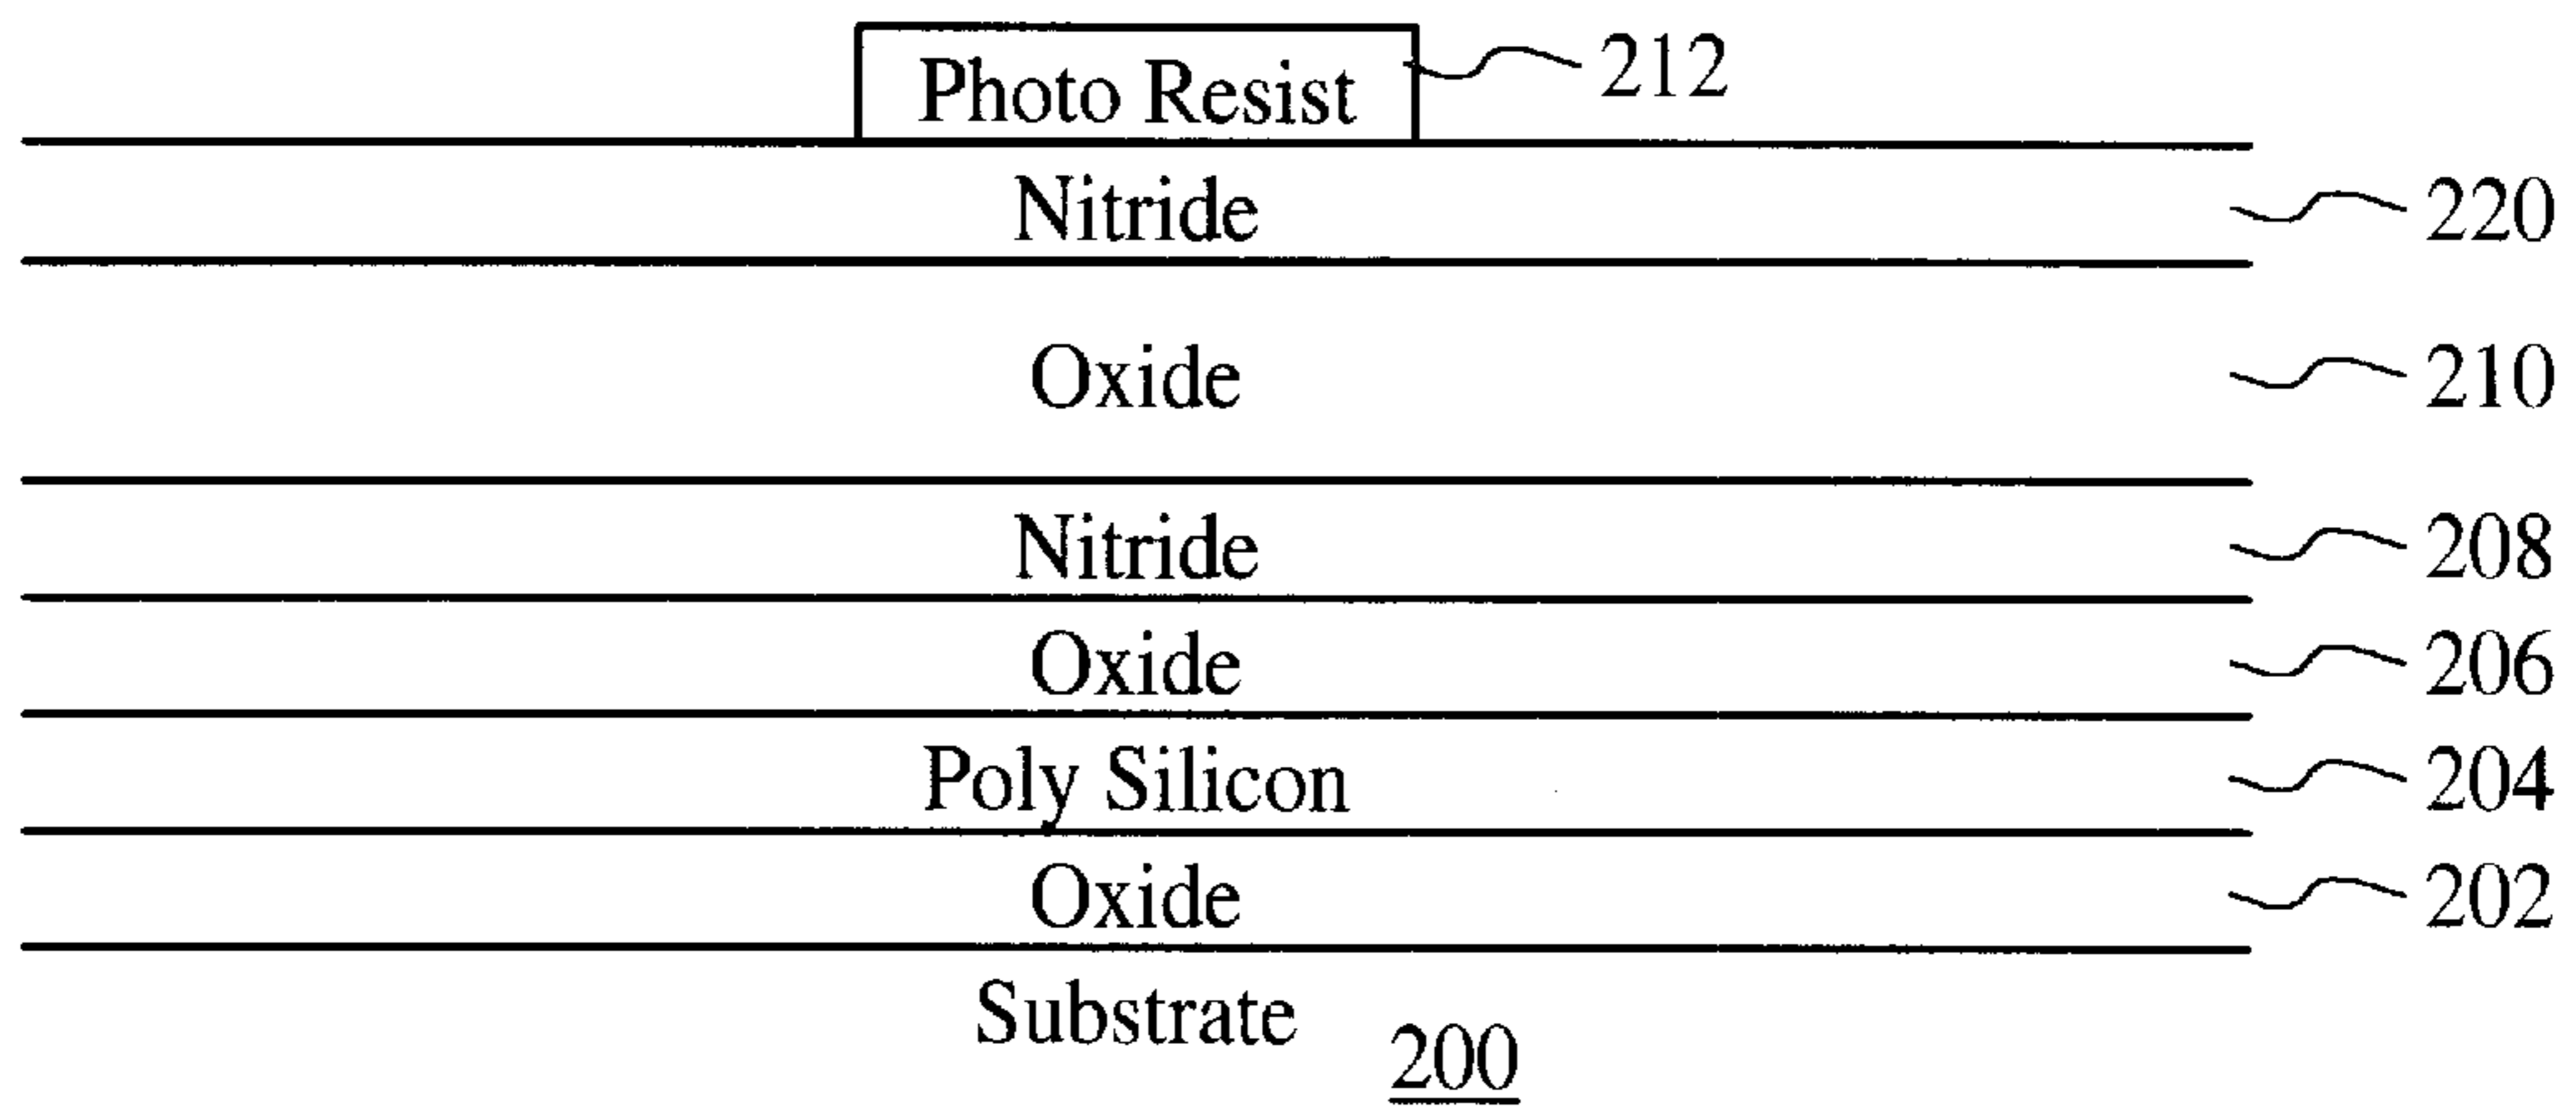 Photo Resist 212
Nitride 220
Oxide 210
Nitride 208
Oxide 206
Poly Silicon 204
Oxide 202
Substrate
200